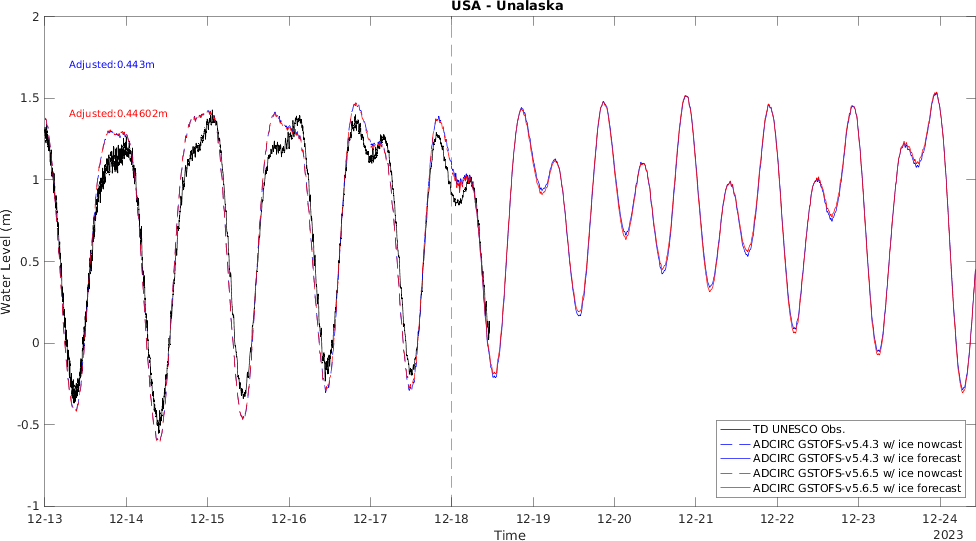 USA - Unalaska
Adjusted:0.443m
Adjusted:0.44602m
Water Level (m)
2
1.5
1
0.5
0
-0.5
-1
TD UNESCO Obs.
ADCIRC GSTOFS-v5.4.3 w/ ice nowcast
ADCIRC GSTOFS-v5.4.3 w/ ice forecast
ADCIRC GSTOFS-v5.6.5 w/ ice nowcast
ADCIRC GSTOFS-v5.6.5 w/ ice forecast
12-13 12-14 12-15 12-16 12-17 12-18 12-19 12-20 12-21 12-22 12-23 12-24
Time
2023